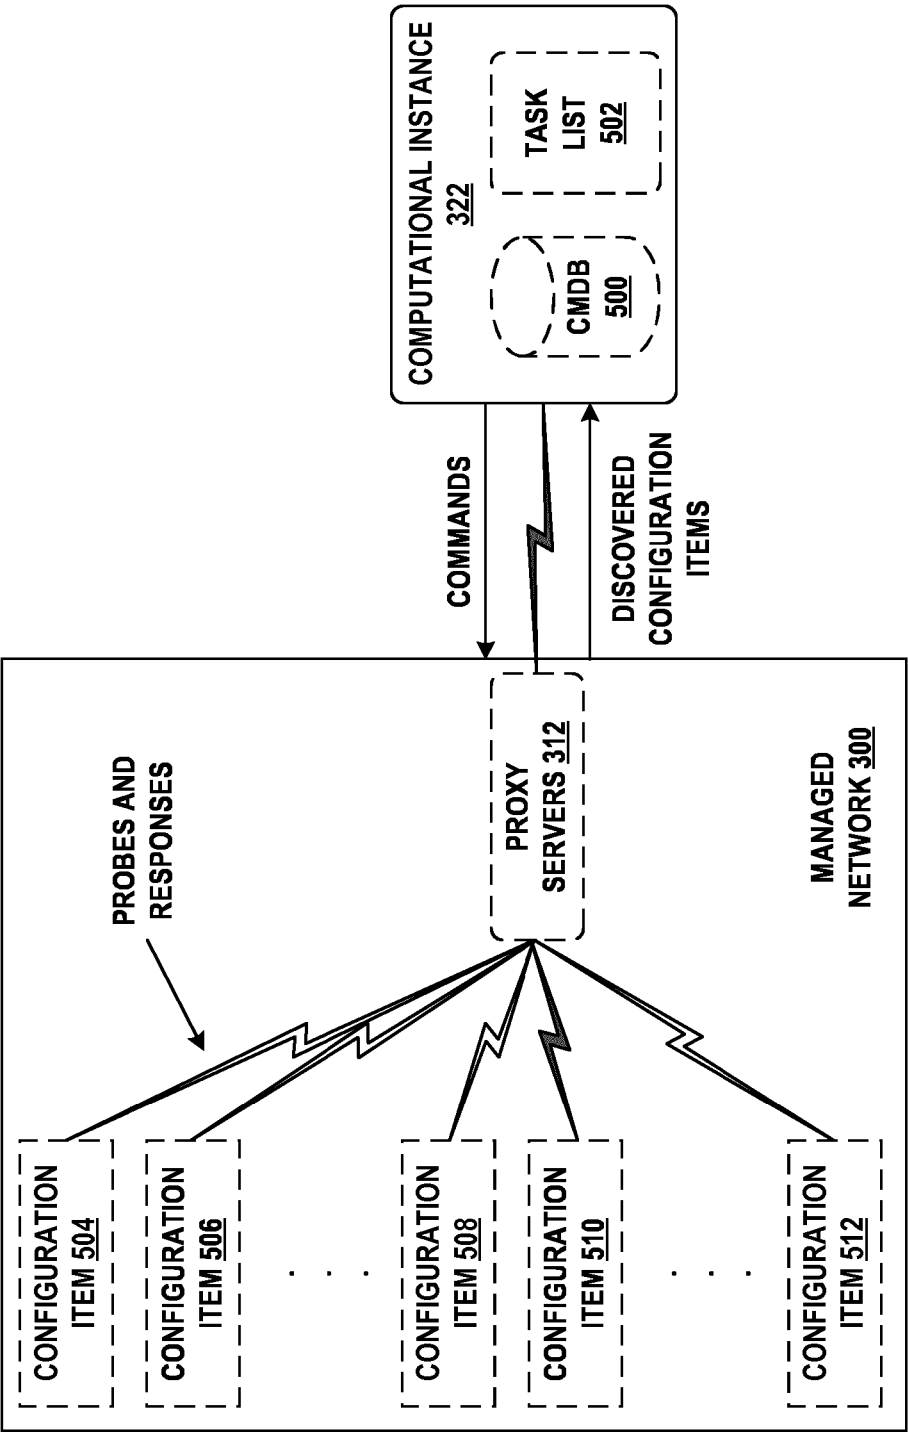 COMPUTATIONAL INSTANCE
322
CMDB
500
TASK
LIST
502
COMMANDS
DISCOVERED
CONFIGURATION
ITEMS
PROBES AND
RESPONSES
PROXY
SERVERS 312
MANAGED
NETWORK 300
CONFIGURATION
ITEM 504
CONFIGURATION
ITEM 506
. . .
CONFIGURATION
ITEM 508
CONFIGURATION
ITEM 510
. . .
CONFIGURATION
ITEM 512